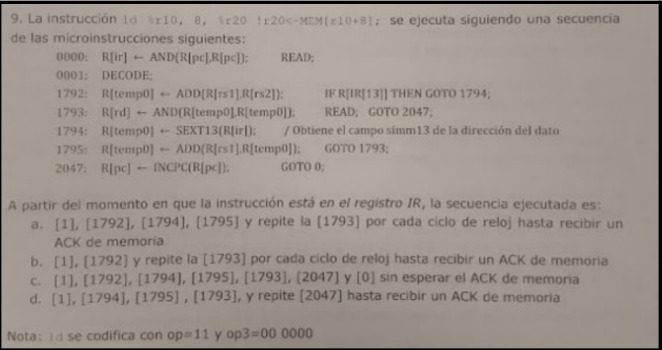 9. La instrucción ld %r10, 8, %r20 !r20<-MEM[r10+8]; se ejecuta siguiendo una secuencia
de las microinstrucciones siguientes:
0000: R[ir] ← AND(R[pc],R[pc]); READ;
0001: DECODE;
1792: R[temp0] ← ADD(R[rs1],R[rs2]); IF R[IR[13]] THEN GOTO 1794;
1793: R[rd] ← AND(R[temp0],R[temp0]); READ; GOTO 2047;
1794: R[temp0] ← SEXT13(R[ir]); / Obtiene el campo simm13 de la dirección del dato
1795: R[temp0] ← ADD(R[rs1],R[temp0]); GOTO 1793;
2047: R[pc] ← INCPC(R[pc]); GOTO 0;
A partir del momento en que la instrucción está en el registro IR, la secuencia ejecutada es:
a. [1], [1792], [1794], [1795] y repite la [1793] por cada ciclo de reloj hasta recibir un
ACK de memoria
b. [1], [1792] y repite la [1793] por cada ciclo de reloj hasta recibir un ACK de memoria
c. [1], [1792], [1794], [1795], [1793], [2047] y [0] sin esperar el ACK de memoria
d. [1], [1794], [1795] , [1793], y repite [2047] hasta recibir un ACK de memoria
Nota: ld se codifica con op=11 y op3=00 0000